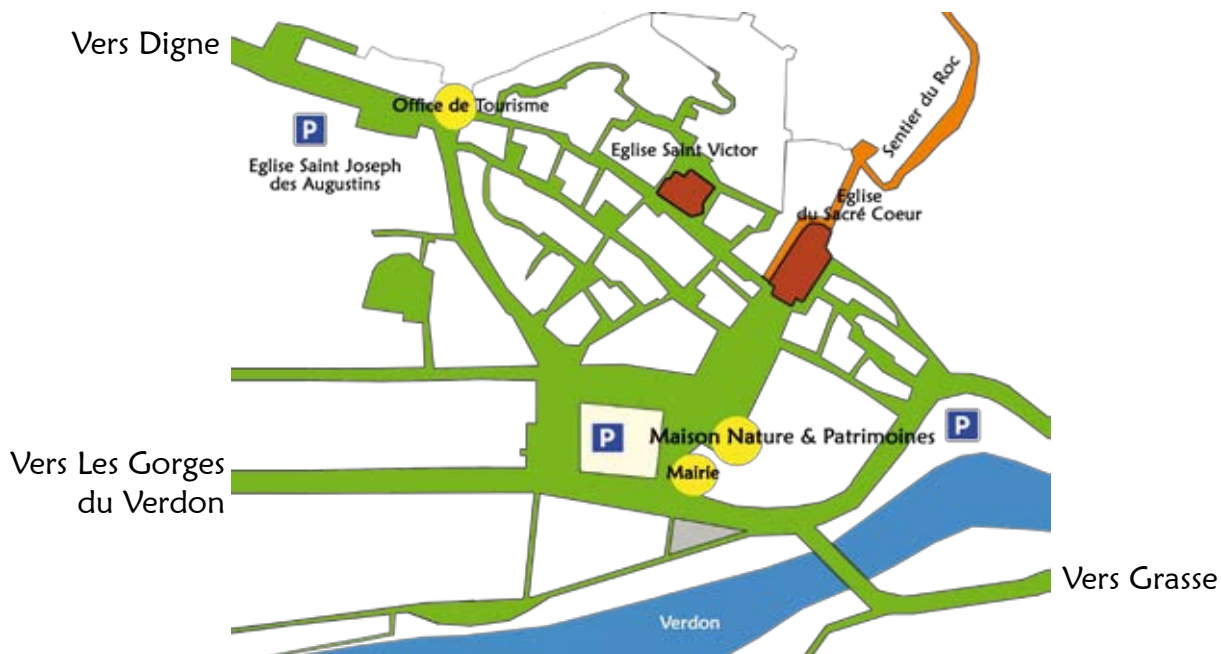 Vers Digne
Office de Tourisme
P
Eglise Saint Joseph
des Augustins
Eglise Saint Victor
Sentier du Roc
Eglise
du Sacré Coeur
P
Maison Nature & Patrimoines
P
Mairie
Vers Les Gorges
du Verdon
Vers Grasse
Verdon